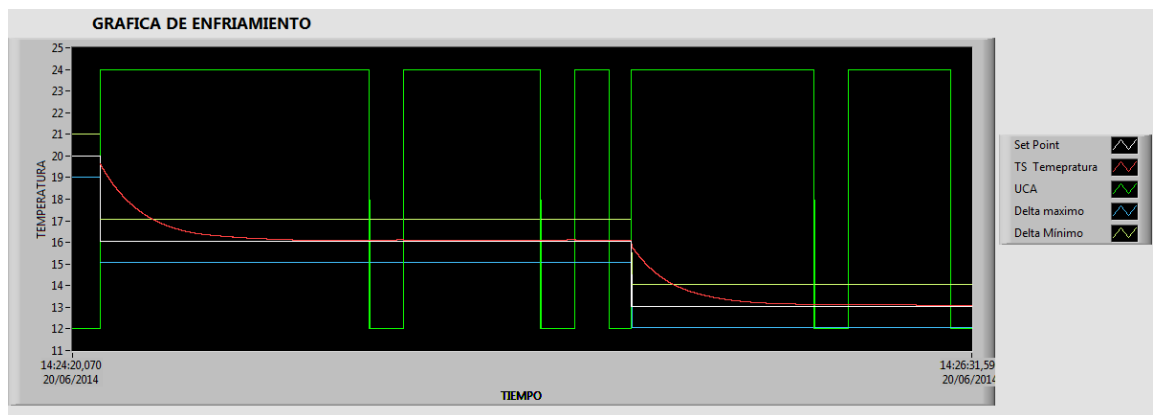 GRAFICA DE ENFRIAMIENTO
TEMPERATURA
25
24
23
22
21
20
19
18
17
16
15
14
13
12
11
14:24:20,070
20/06/2014
14:26:31,59
20/06/2014
TIEMPO
Set Point
TS Temepratura
UCA
Delta maximo
Delta Mínimo